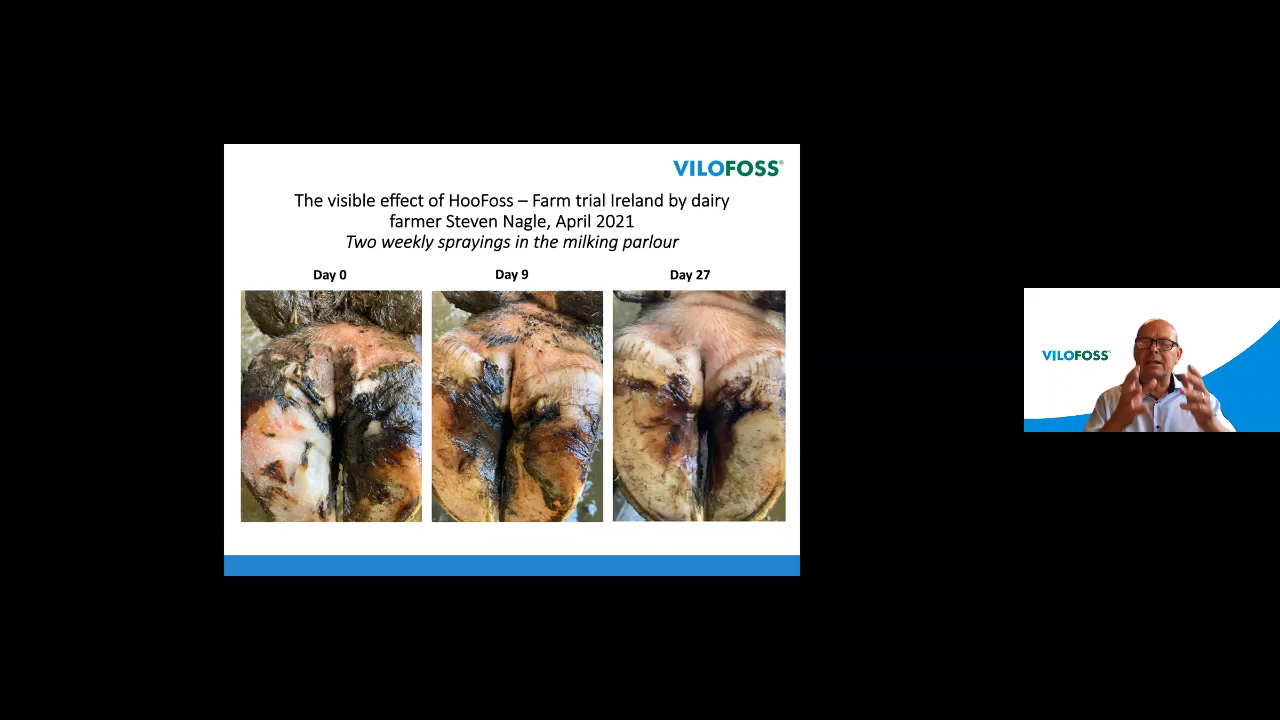 VILOFOSS®
The visible effect of HooFoss – Farm trial Ireland by dairy
farmer Steven Nagle, April 2021
Two weekly sprayings in the milking parlour
Day 0
Day 9
Day 27
VILOFOSS®